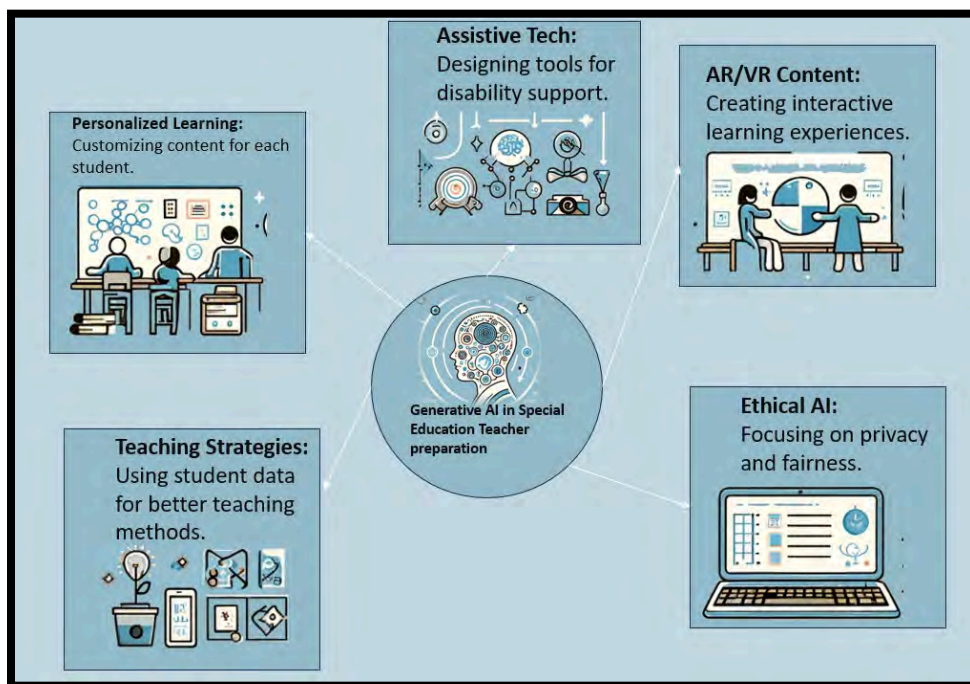 Assistive Tech:
Designing tools for
disability support.
AR/VR Content:
Creating interactive
learning experiences.
Personalized Learning:
Customizing content for each
student.
Generative AI in Special
Education Teacher
preparation
Teaching Strategies:
Using student data
for better teaching
methods.
Ethical AI:
Focusing on privacy
and fairness.